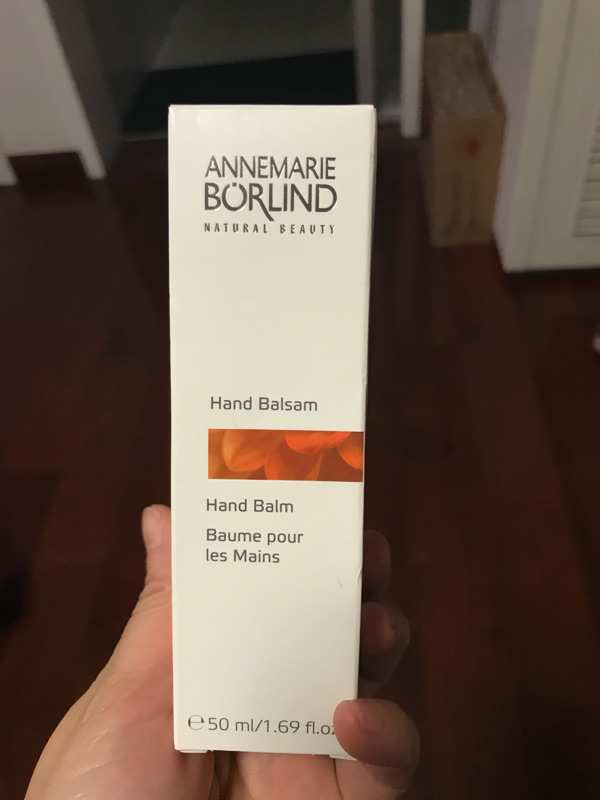 ANNEMARIE
BÖRLIND
NATURAL BEAUTY
Hand Balsam
Hand Balm
Baume pour
les Mains
℮50 ml/1.69 fl.oz